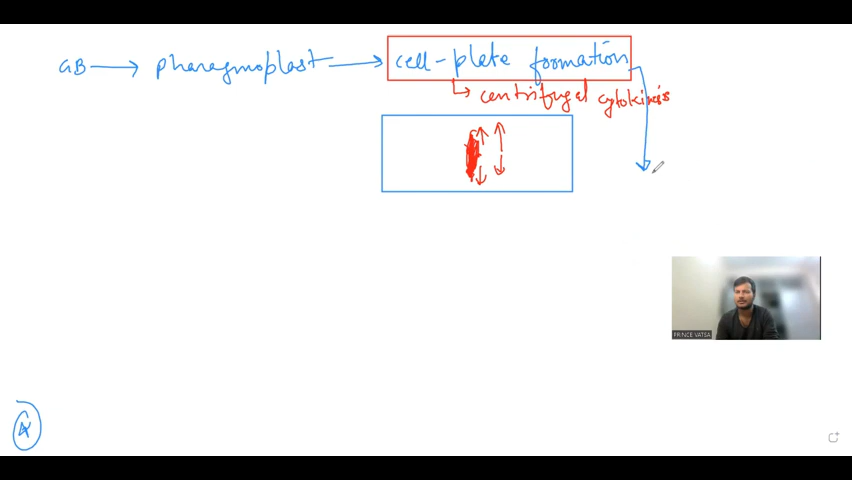 GB → pharagmoplast → cell-plate formation
↳ centrifugal cytokinesis
PRINCE VATSA